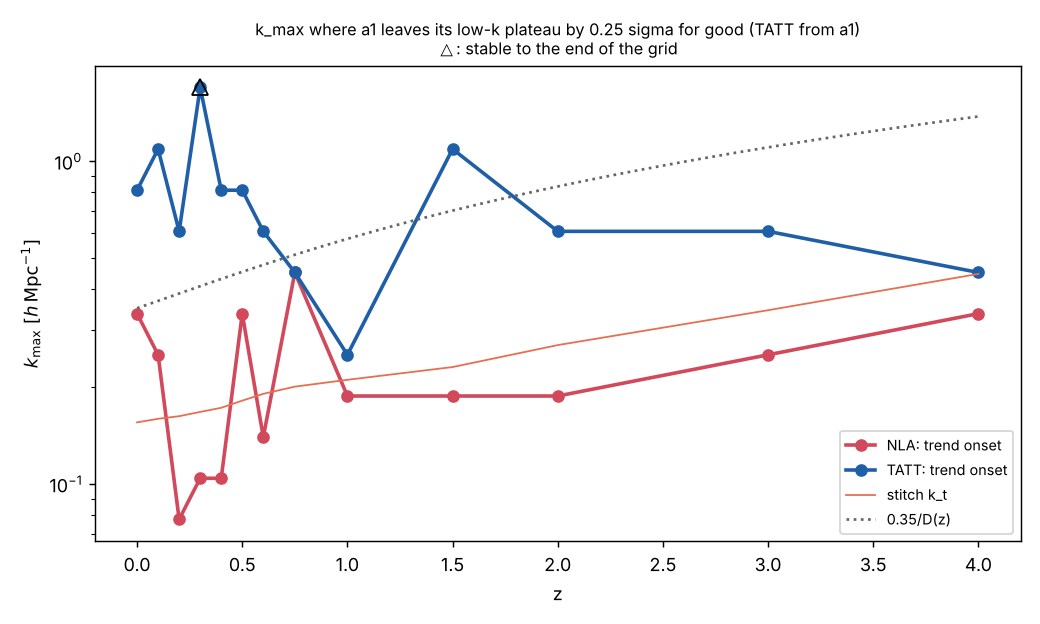 k_max where a1 leaves its low-k plateau by 0.25 sigma for good (TATT from a1)
△ : stable to the end of the grid
10⁰
10⁻¹
k_max [h Mpc⁻¹]
0.0 0.5 1.0 1.5 2.0 2.5 3.0 3.5 4.0
z
NLA: trend onset
TATT: trend onset
stitch k_t
0.35/D(z)